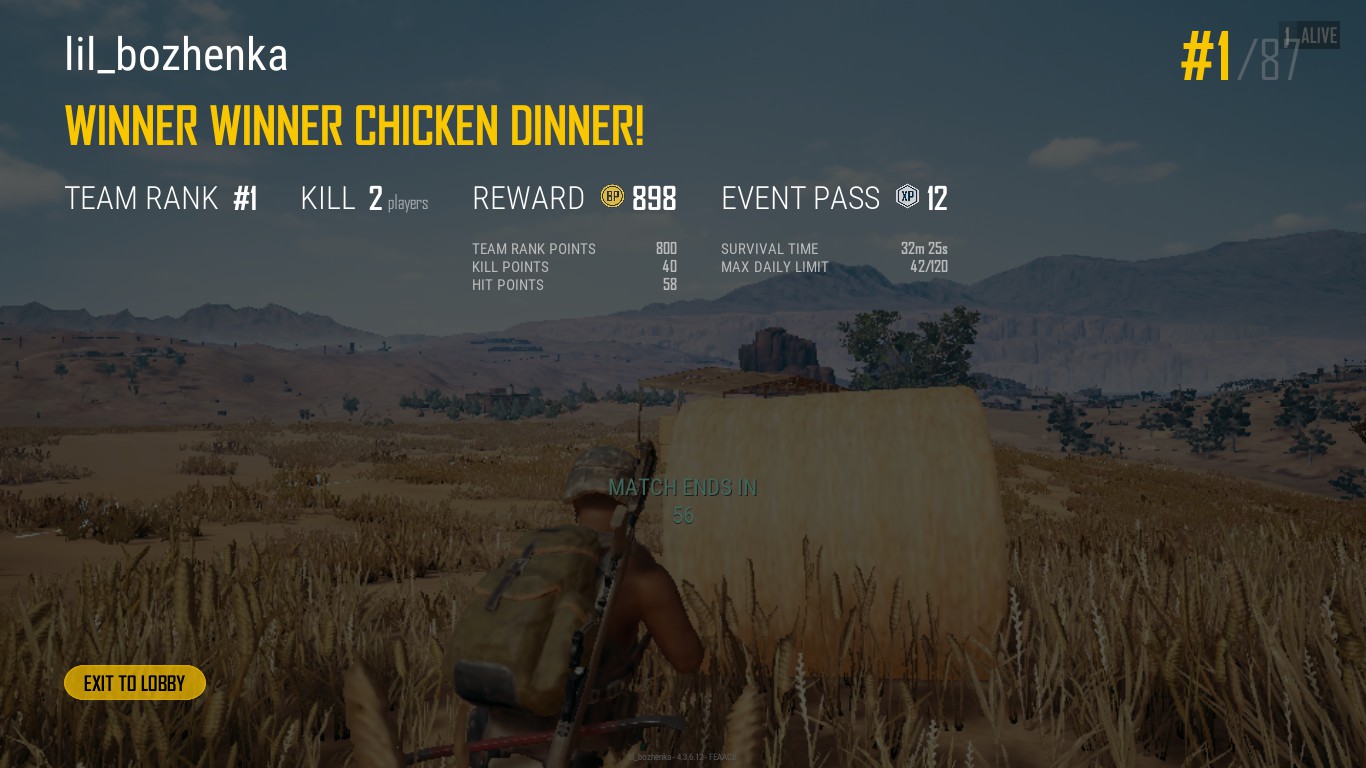 lil_bozhenka
#1/87
1 ALIVE
WINNER WINNER CHICKEN DINNER!
TEAM RANK #1 KILL 2 players REWARD BP 898 EVENT PASS XP 12
TEAM RANK POINTS 800 SURVIVAL TIME 32m 25s
KILL POINTS 40 MAX DAILY LIMIT 42/120
HIT POINTS 58
MATCH ENDS IN
56
EXIT TO LOBBY